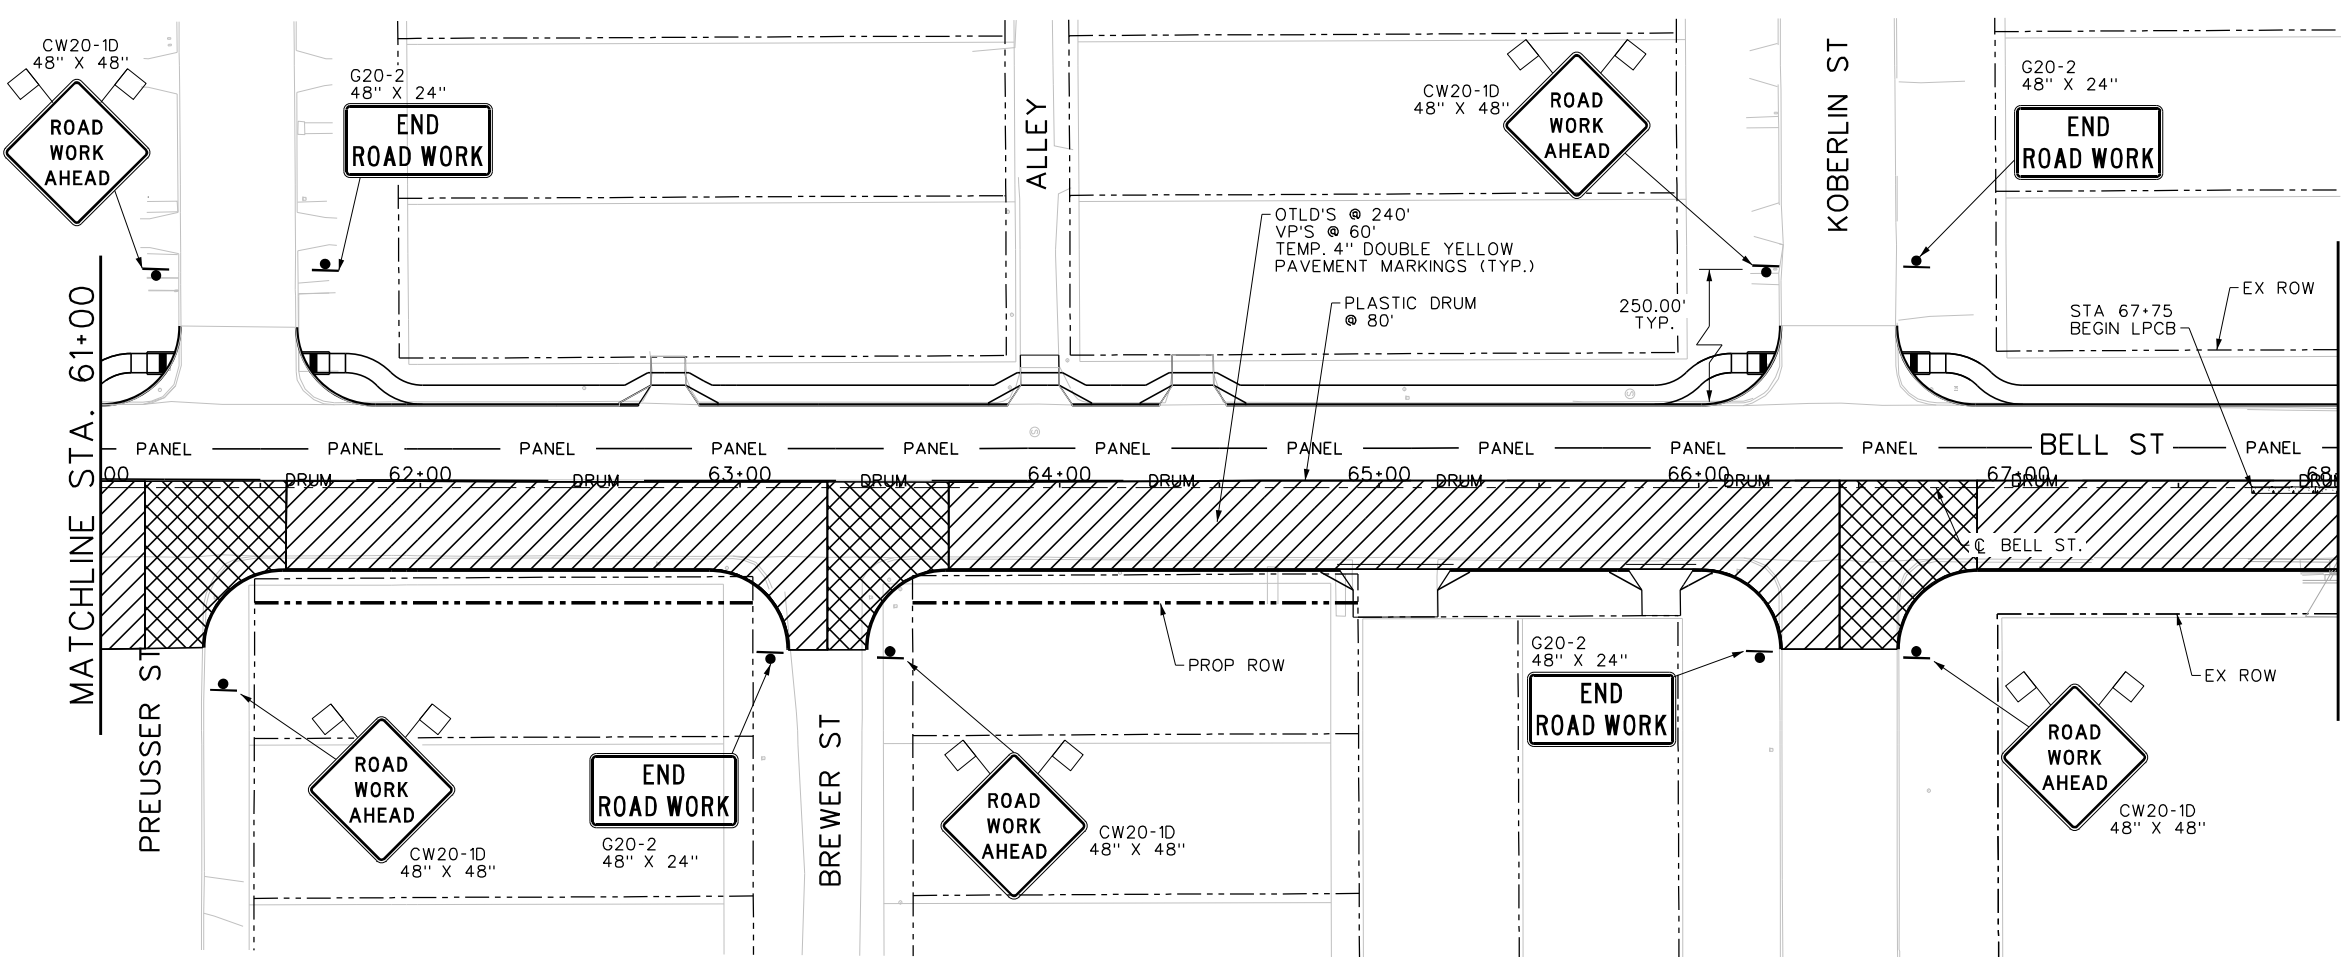 CW20-1D
48" X 48"
ROAD
WORK
AHEAD
G20-2
48" X 24"
END
ROAD WORK
ALLEY
CW20-1D
48" X 48"
ROAD
WORK
AHEAD
KOBERLIN ST
G20-2
48" X 24"
END
ROAD WORK
OTLD'S @ 240'
VP'S @ 60'
TEMP. 4" DOUBLE YELLOW
PAVEMENT MARKINGS (TYP.)
PLASTIC DRUM
@ 80'
250.00'
TYP.
EX ROW
STA 67+75
BEGIN LPCB
MATCHLINE STA. 61+00
PANEL PANEL PANEL PANEL PANEL PANEL PANEL PANEL PANEL PANEL BELL ST PANEL
00 DRUM 62+00 DRUM 63+00 DRUM 64+00 DRUM 65+00 DRUM 66+00 DRUM 67+00 DRUM 68 DRUM
℄ BELL ST.
PROP ROW
G20-2
48" X 24"
END
ROAD WORK
EX ROW
PREUSSER ST
ROAD
WORK
AHEAD
CW20-1D
48" X 48"
END
ROAD WORK
G20-2
48" X 24"
BREWER ST
ROAD
WORK
AHEAD
CW20-1D
48" X 48"
ROAD
WORK
AHEAD
CW20-1D
48" X 48"